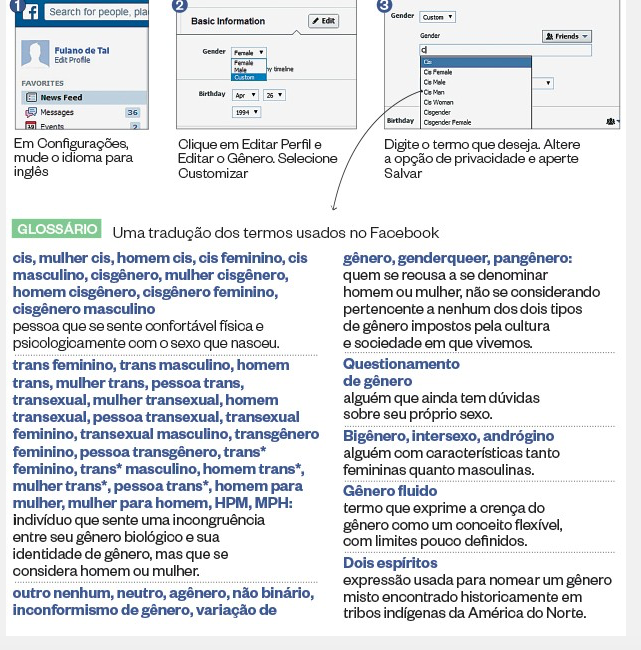 1
Search for people, plac
Fulano de Tal
Edit Profile
FAVORITES
News Feed
Messages 36
Events 2
Em Configurações,
mude o idioma para
inglês
2
Basic Information
Edit
Gender Female
Female
Male
Custom
my timeline
Birthday Apr 26
1994
Clique em Editar Perfil e
Editar o Gênero. Selecione
Customizar
3
Gender Custom
Gender Friends
Cis
Cis Female
Cis Male
Cis Man
Cis Woman
Cisgender
Cisgender Female
Birthday
Digite o termo que deseja. Altere
a opção de privacidade e aperte
Salvar
GLOSSÁRIO Uma tradução dos termos usados no Facebook
cis, mulher cis, homem cis, cis feminino, cis
masculino, cisgênero, mulher cisgênero,
homem cisgênero, cisgênero feminino,
cisgênero masculino
pessoa que se sente confortável física e
psicologicamente com o sexo que nasceu.
trans feminino, trans masculino, homem
trans, mulher trans, pessoa trans,
transexual, mulher transexual, homem
transexual, pessoa transexual, transexual
feminino, transexual masculino, transgênero
feminino, pessoa transgênero, trans*
feminino, trans* masculino, homem trans*,
mulher trans*, pessoa trans*, homem para
mulher, mulher para homem, HPM, MPH:
indivíduo que sente uma incongruência
entre seu gênero biológico e sua
identidade de gênero, mas que se
considera homem ou mulher.
outro nenhum, neutro, agênero, não binário,
inconformismo de gênero, variação de
gênero, genderqueer, pangênero:
quem se recusa a se denominar
homem ou mulher, não se considerando
pertencente a nenhum dos dois tipos
de gênero impostos pela cultura
e sociedade em que vivemos.
Questionamento
de gênero
alguém que ainda tem dúvidas
sobre seu próprio sexo.
Bigênero, intersexo, andrógino
alguém com características tanto
femininas quanto masculinas.
Gênero fluido
termo que exprime a crença do
gênero como um conceito flexível,
com limites pouco definidos.
Dois espíritos
expressão usada para nomear um gênero
misto encontrado historicamente em
tribos indígenas da América do Norte.